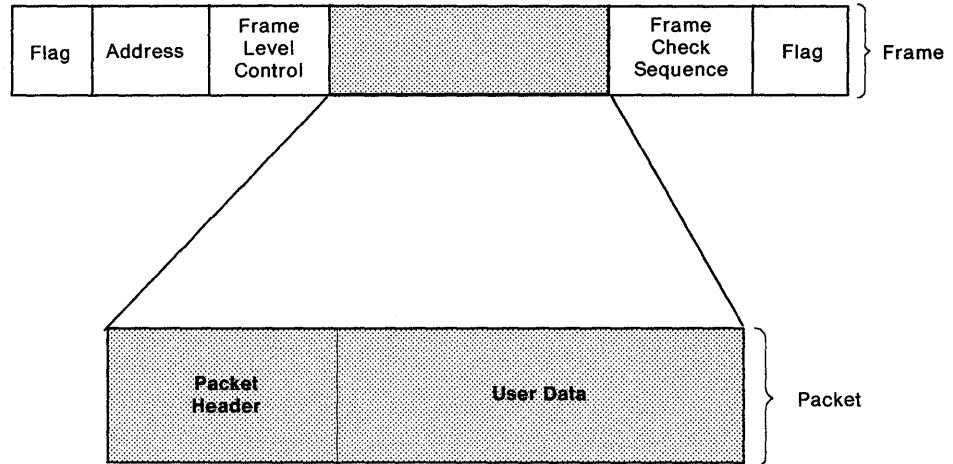 Flag
Address
Frame
Level
Control
Frame
Check
Sequence
Flag
Frame
Packet
Header
User Data
Packet